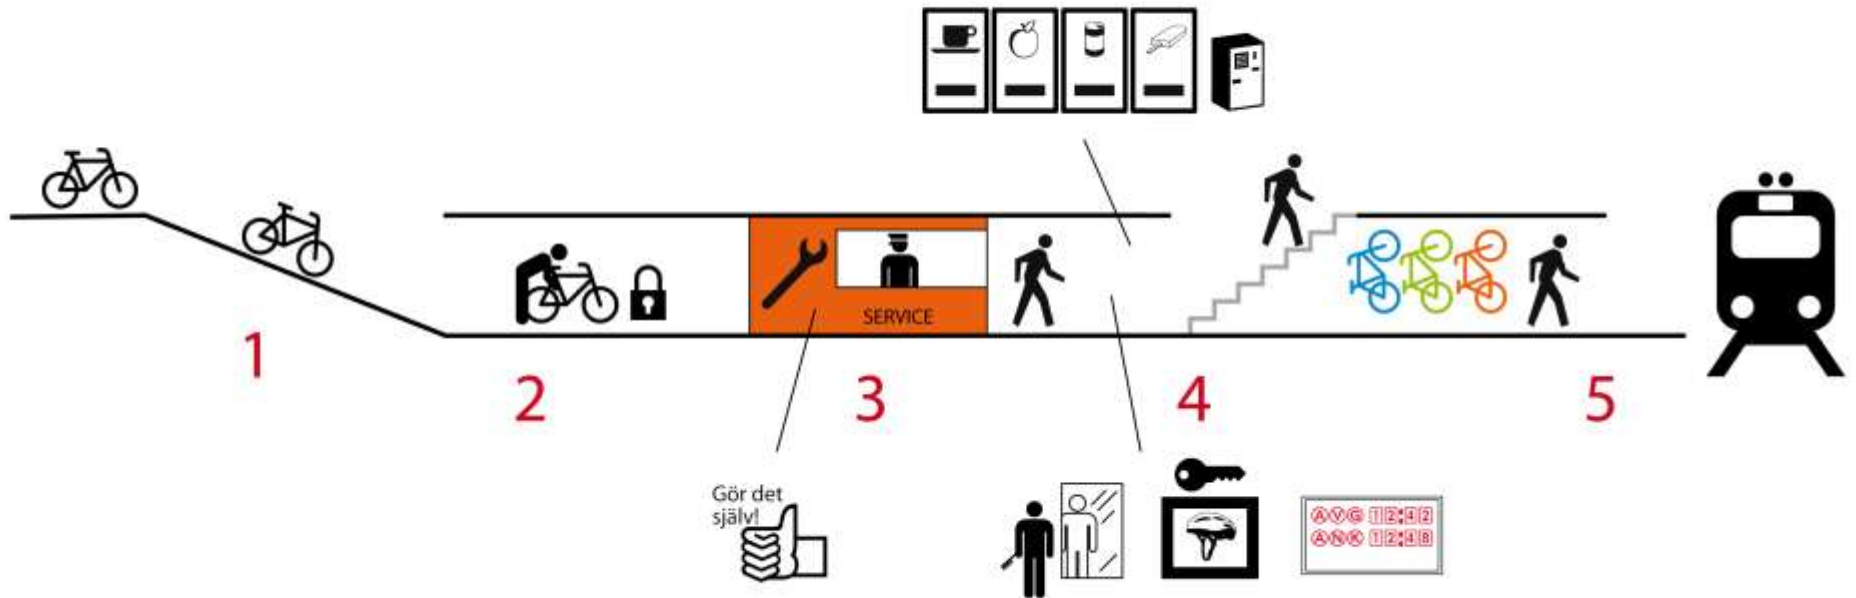 SERVICE
1
2
3
4
5
Gör det
själv!
AVG 12:42
ANK 12:48